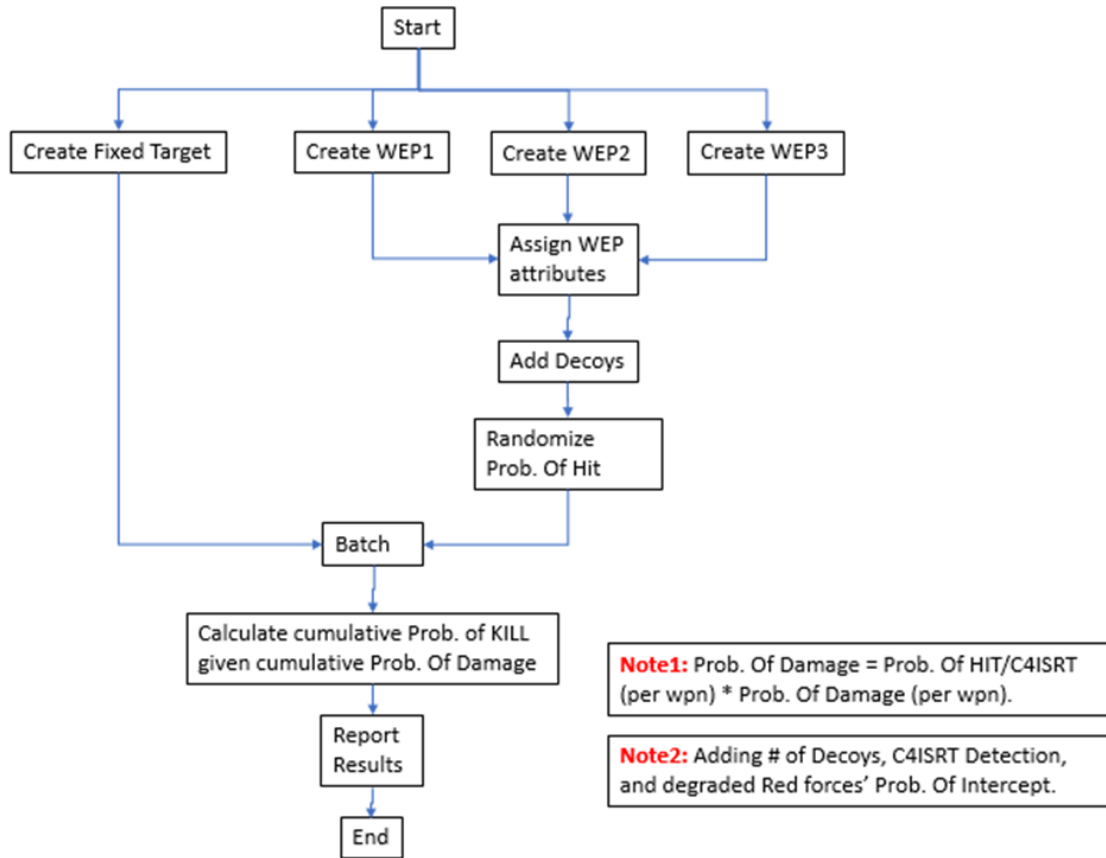 Start
Create Fixed Target
Create WEP1
Create WEP2
Create WEP3
Assign WEP
attributes
Add Decoys
Randomize
Prob. Of Hit
Batch
Calculate cumulative Prob. of KILL
given cumulative Prob. Of Damage
Report
Results
End
Note1: Prob. Of Damage = Prob. Of HIT/C4ISRT
(per wpn) * Prob. Of Damage (per wpn).
Note2: Adding # of Decoys, C4ISRT Detection,
and degraded Red forces’ Prob. Of Intercept.